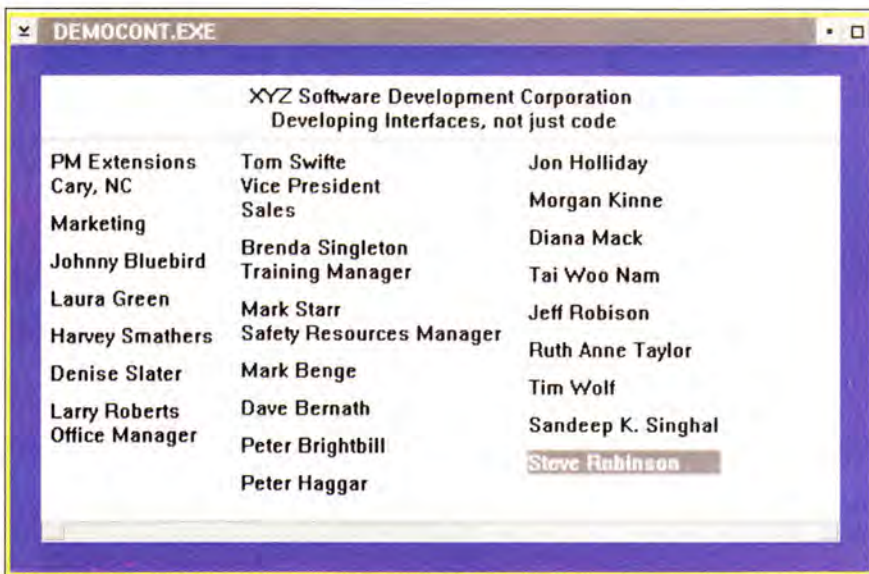 DEMOCONT.EXE
XYZ Software Development Corporation
Developing Interfaces, not just code
PM Extensions
Cary, NC
Marketing
Johnny Bluebird
Laura Green
Harvey Smathers
Denise Slater
Larry Roberts
Office Manager
Tom Swifte
Vice President
Sales
Brenda Singleton
Training Manager
Mark Starr
Safety Resources Manager
Mark Benge
Dave Bernath
Peter Brightbill
Peter Haggar
Jon Holliday
Morgan Kinne
Diana Mack
Tai Woo Nam
Jeff Robison
Ruth Anne Taylor
Tim Wolf
Sandeep K. Singhal
Steve Robinson